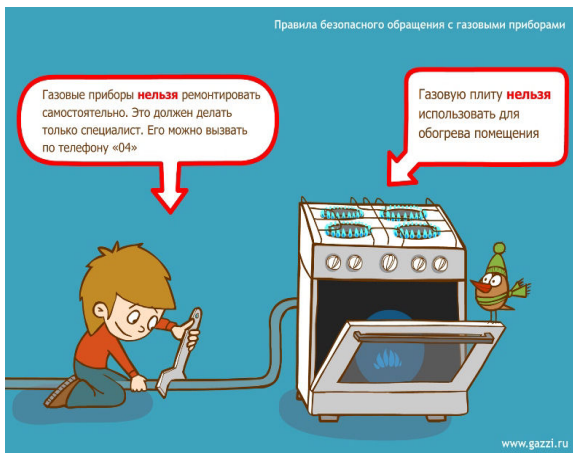 Правила безопасного обращения с газовыми приборами
Газовые приборы нельзя ремонтировать
самостоятельно. Это должен делать
только специалист. Его можно вызвать
по телефону «04»
Газовую плиту нельзя
использовать для
обогрева помещения
www.gazzi.ru